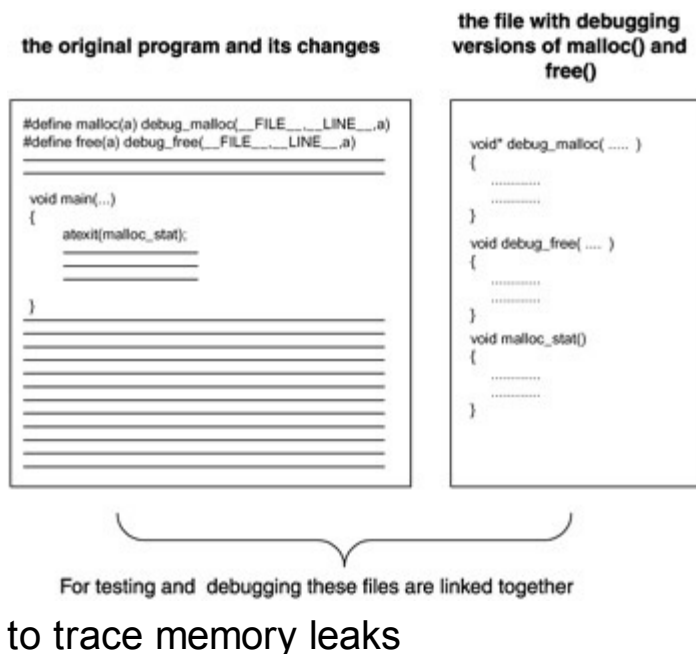 the original program and its changes
#define malloc(a) debug_malloc(__FILE__,__LINE__,a)
#define free(a) debug_free(__FILE__,__LINE__,a)
void main(...)
{
atexit(malloc_stat);
}
the file with debugging
versions of malloc() and
free()
void* debug_malloc( ..... )
{
............
............
}
void debug_free( .... )
{
............
............
}
void malloc_stat()
{
............
............
}
For testing and debugging these files are linked together
to trace memory leaks